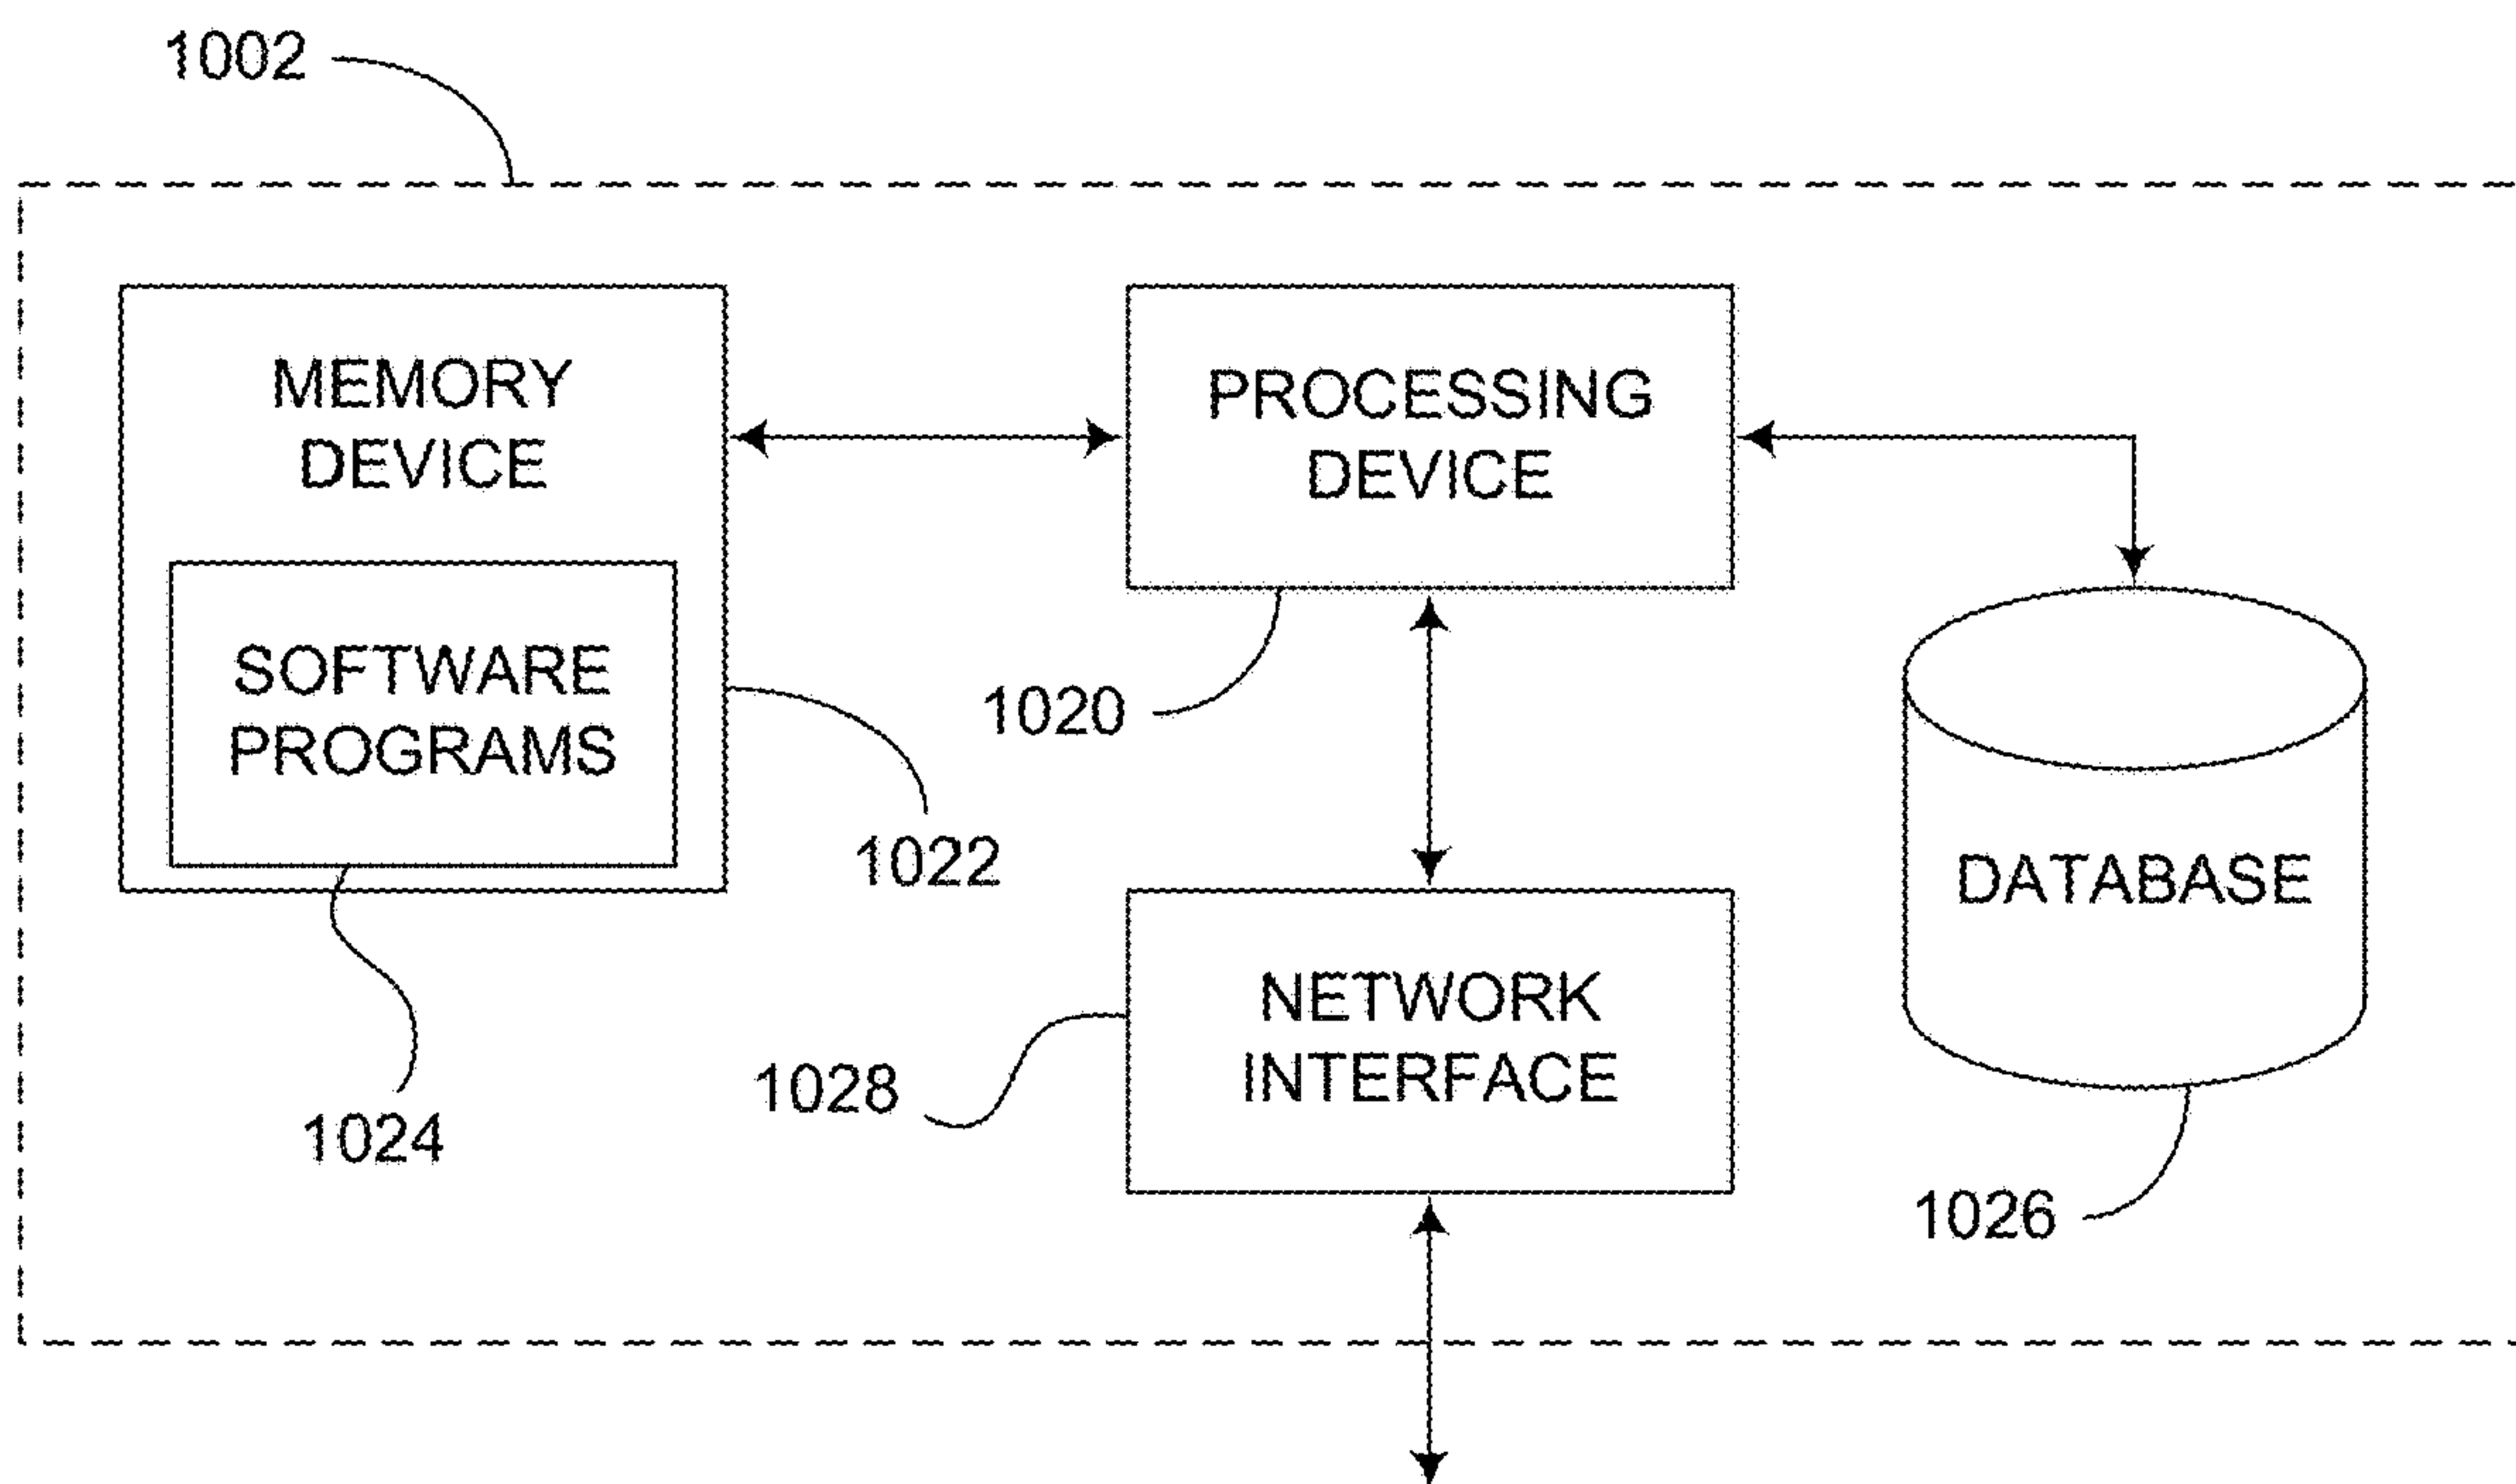 1002
MEMORY
DEVICE
PROCESSING
DEVICE
SOFTWARE
PROGRAMS
1020
1022
DATABASE
NETWORK
INTERFACE
1028
1024
1026